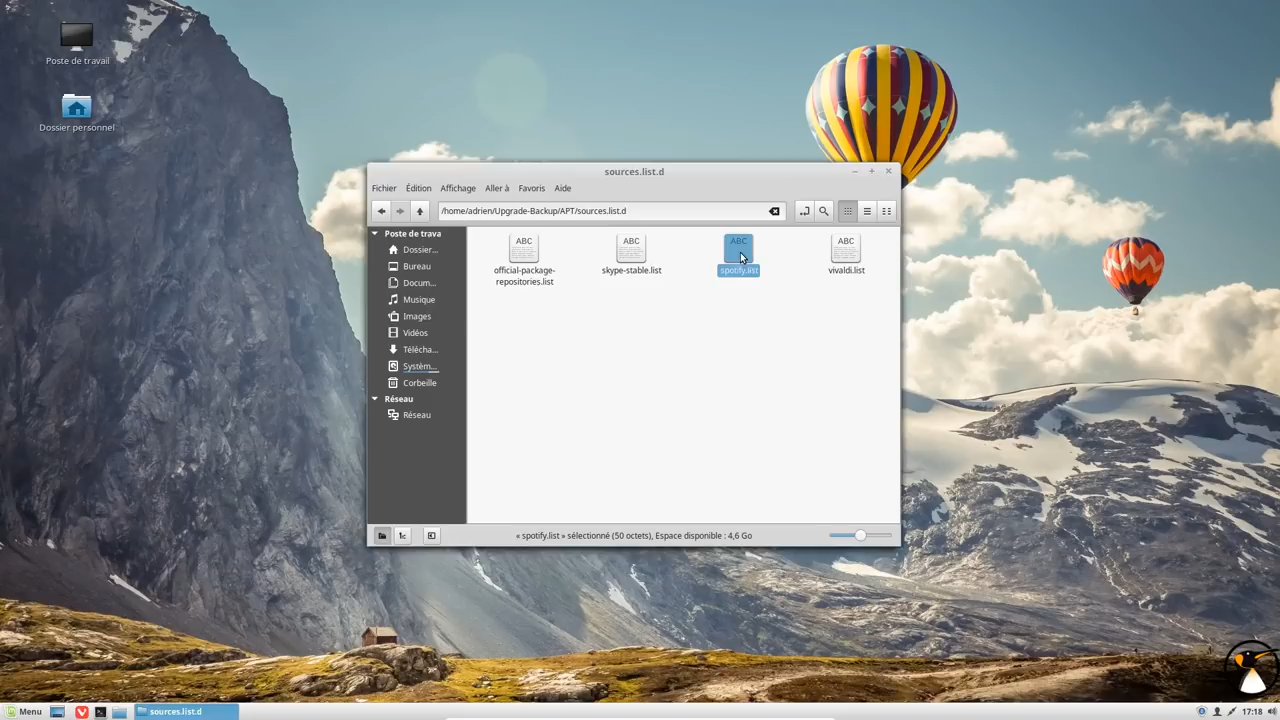 Poste de travail
Dossier personnel
sources.list.d
Fichier Édition Affichage Aller à Favoris Aide
/home/adrien/Upgrade-Backup/APT/sources.list.d
Poste de trava
Dossier...
Bureau
Docum...
Musique
Images
Vidéos
Télécha...
Systèm...
Corbeille
Réseau
Réseau
ABC
official-package-
repositories.list
ABC
skype-stable.list
ABC
spotify.list
ABC
vivaldi.list
« spotify.list » sélectionné (50 octets), Espace disponible : 4,6 Go
Menu
sources.list.d
17:18